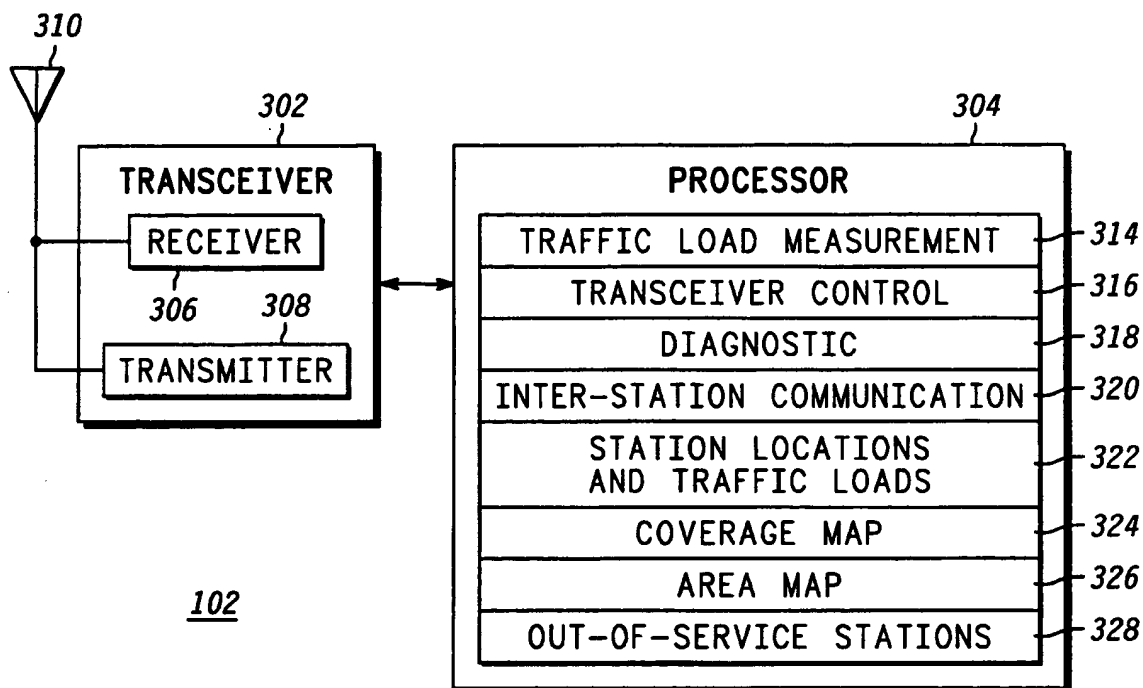 310
302
304
TRANSCEIVER
PROCESSOR
RECEIVER
306
308
TRANSMITTER
TRAFFIC LOAD MEASUREMENT
314
TRANSCEIVER CONTROL
316
DIAGNOSTIC
318
INTER-STATION COMMUNICATION
320
STATION LOCATIONS
AND TRAFFIC LOADS
322
COVERAGE MAP
324
AREA MAP
326
OUT-OF-SERVICE STATIONS
328
102